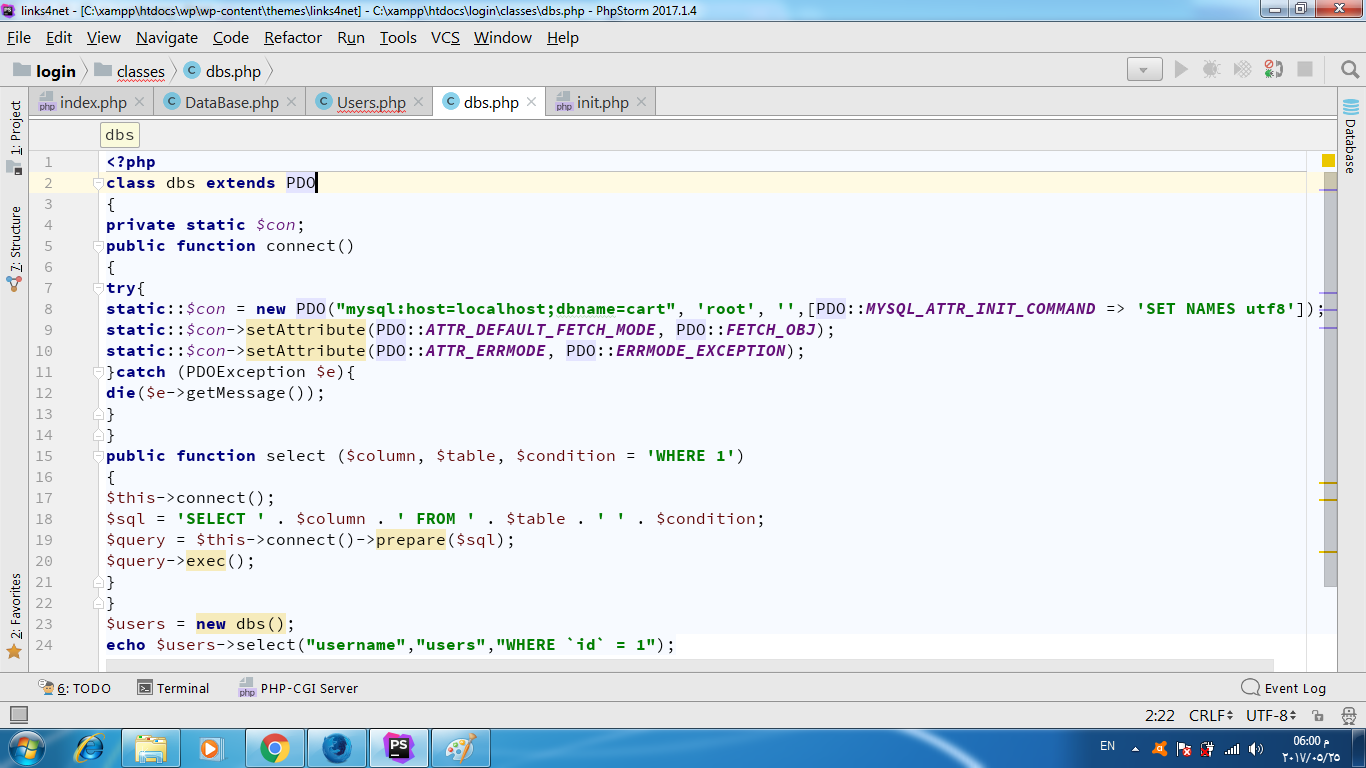 links4net - [C:\xampp\htdocs\wp\wp-content\themes\links4net] - C:\xampp\htdocs\login\classes\dbs.php - PhpStorm 2017.1.4
File Edit View Navigate Code Refactor Run Tools VCS Window Help
login classes dbs.php
index.php DataBase.php Users.php dbs.php init.php
1: Project
7: Structure
2: Favorites
Database
dbs
1 <?php
2 class dbs extends PDO
3 {
4 private static $con;
5 public function connect()
6 {
7 try{
8 static::$con = new PDO("mysql:host=localhost;dbname=cart", 'root', '',[PDO::MYSQL_ATTR_INIT_COMMAND => 'SET NAMES utf8']);
9 static::$con->setAttribute(PDO::ATTR_DEFAULT_FETCH_MODE, PDO::FETCH_OBJ);
10 static::$con->setAttribute(PDO::ATTR_ERRMODE, PDO::ERRMODE_EXCEPTION);
11 }catch (PDOException $e){
12 die($e->getMessage());
13 }
14 }
15 public function select ($column, $table, $condition = 'WHERE 1')
16 {
17 $this->connect();
18 $sql = 'SELECT ' . $column . ' FROM ' . $table . ' ' . $condition;
19 $query = $this->connect()->prepare($sql);
20 $query->exec();
21 }
22 }
23 $users = new dbs();
24 echo $users->select("username","users","WHERE `id` = 1");
6: TODO Terminal PHP-CGI Server Event Log
2:22 CRLF UTF-8
EN 06:00 م
٢٠١٧/٠٥/٢٥